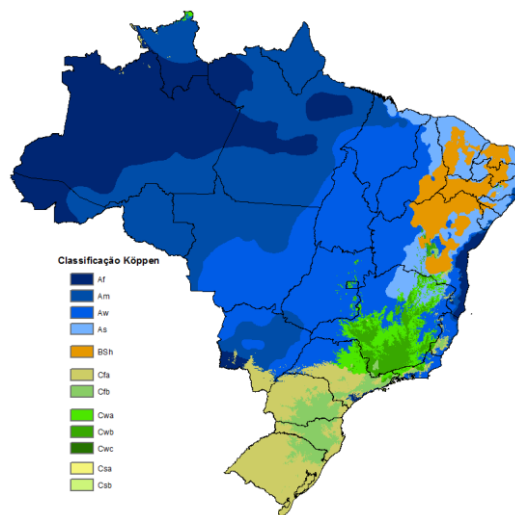 Classificação Köppen
Af
Am
Aw
As
BSh
Cfa
Cfb
Cwa
Cwb
Cwc
Csa
Csb